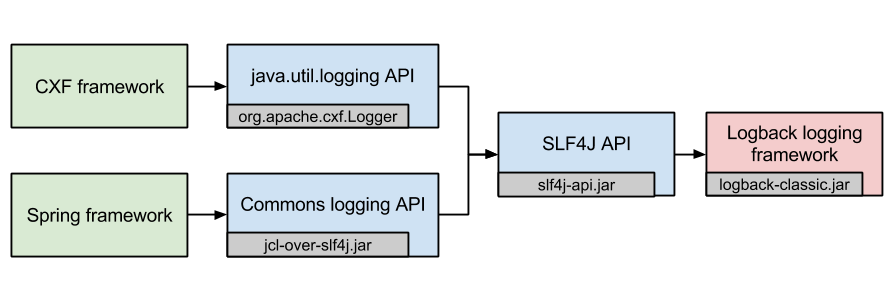 CXF framework
java.util.logging API
org.apache.cxf.Logger
Spring framework
Commons logging API
jcl-over-slf4j.jar
SLF4J API
slf4j-api.jar
Logback logging
framework
logback-classic.jar